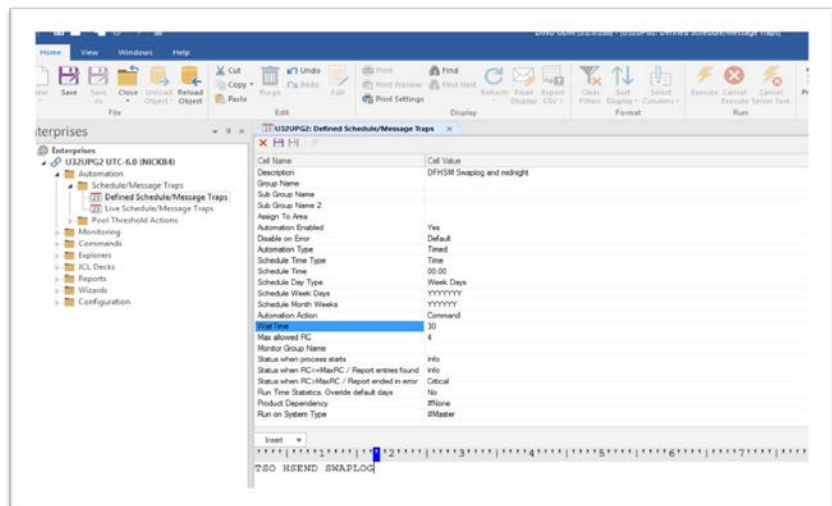 Home View Windows Help
Save Save As Close Unload Object Reload Object
Cut
Copy
Paste
Purge Undo Redo Edit
Print
Print Preview
Print Settings
Find
Find Next
Refresh Email Display Export CSV
Clear Filters Sort Display Select Columns
Execute Cancel Execute Cancel Server Task
File Edit Display Format Run
terprises
Enterprises
U32UPG2 UTC-6.0 (NICKB4)
Automation
Schedule/Message Traps
Defined Schedule/Message Traps
Live Schedule/Message Traps
Pool Threshold Actions
Monitoring
Commands
Explorers
JCL Decks
Reports
Wizards
Configuration
U32UPG2: Defined Schedule/Message Traps
Cell Name Cell Value
Description DFHSM Swaplog and midnight
Group Name
Sub Group Name
Sub Group Name 2
Assign To Area
Automation Enabled Yes
Disable on Error Default
Automation Type Timed
Schedule Time Type Time
Schedule Time 00:00
Schedule Day Type Week Days
Schedule Week Days YYYYYYY
Schedule Month Weeks YYYYYY
Automation Action Command
Wait Time 30
Max allowed RC 4
Monitor Group Name
Status when process starts Info
Status when RC<=MaxRC / Report entries found Info
Status when RC>MaxRC / Report ended in error Critical
Run Time Statistics, Overide default days No
Product Dependency #None
Run on System Type #Master
Insert
1 2 3 4 5 6 7
TSO HSEND SWAPLOG